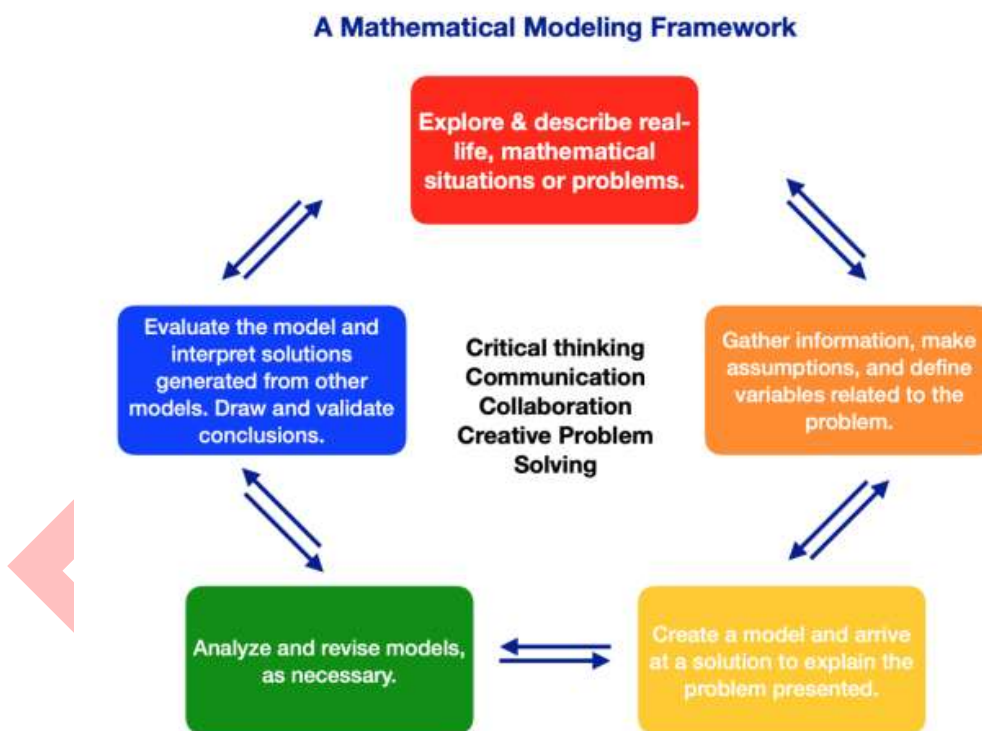 A Mathematical Modeling Framework
Explore & describe real-
life, mathematical
situations or problems.
Evaluate the model and
interpret solutions
generated from other
models. Draw and validate
conclusions.
Critical thinking
Communication
Collaboration
Creative Problem
Solving
Gather information, make
assumptions, and define
variables related to the
problem.
Analyze and revise models,
as necessary.
Create a model and arrive
at a solution to explain the
problem presented.